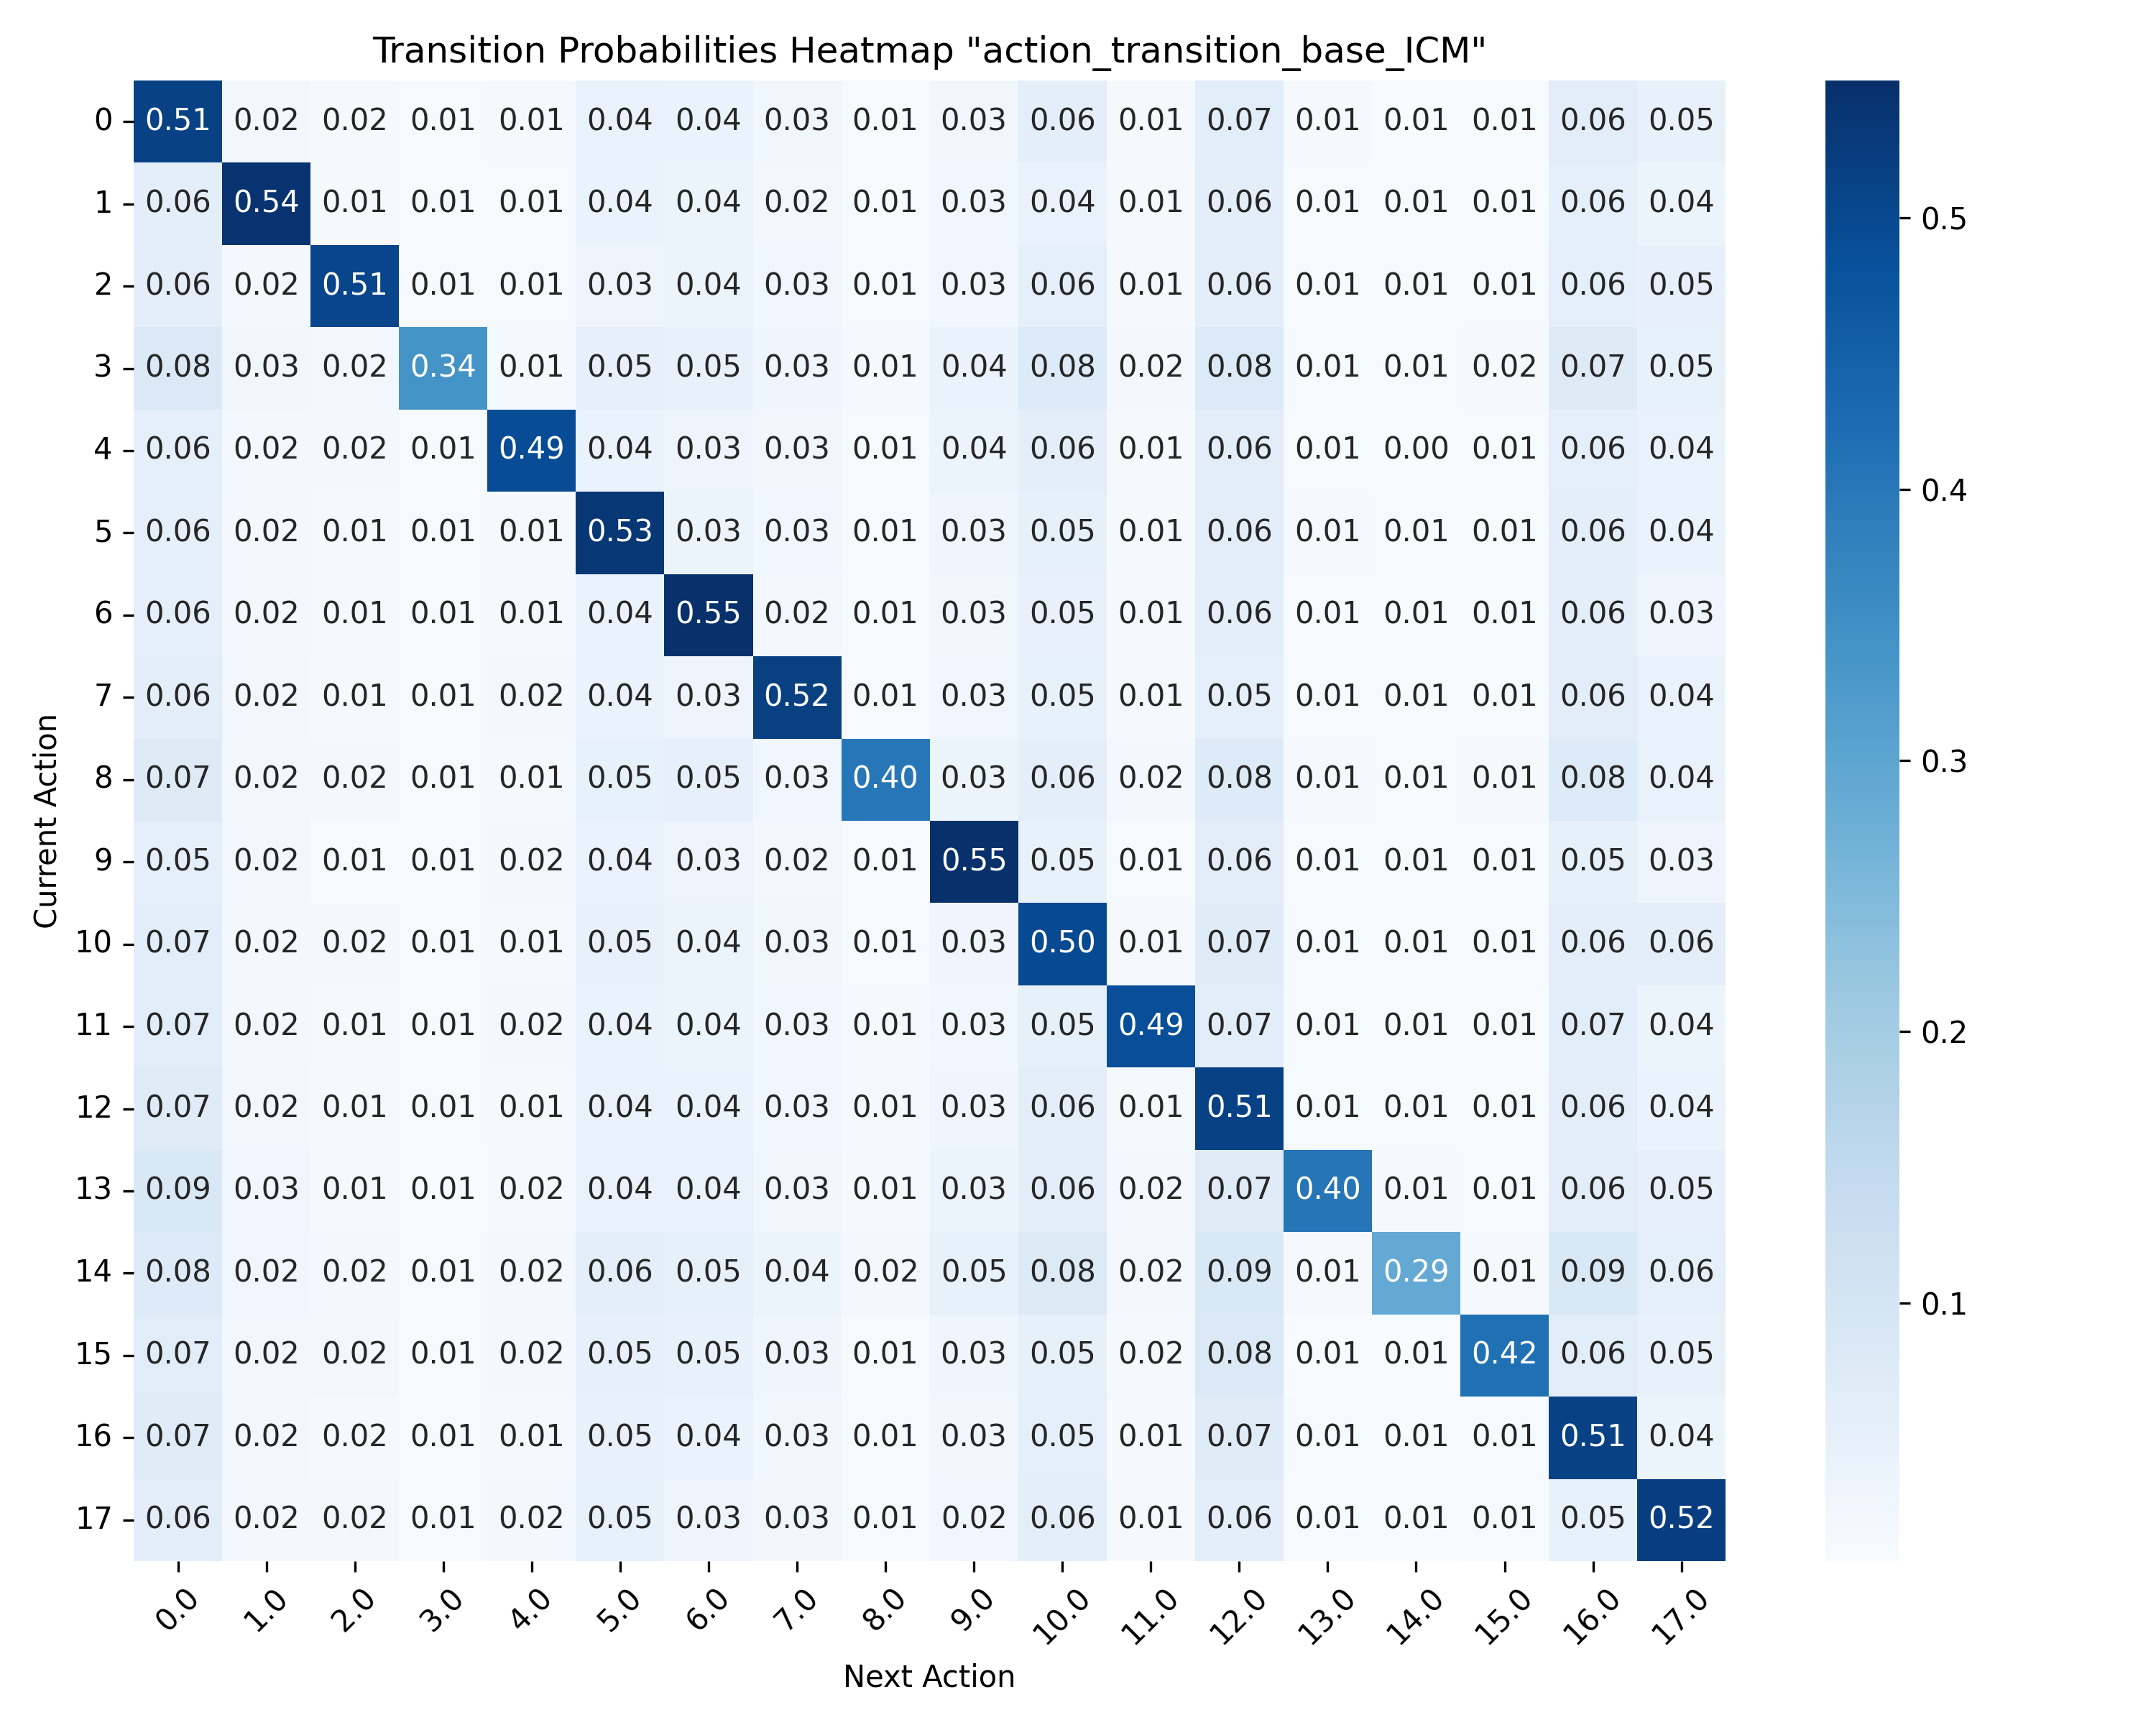 Transition Probabilities Heatmap "action_transition_base_ICM"
0 0.51 0.02 0.02 0.01 0.01 0.04 0.04 0.03 0.01 0.03 0.06 0.01 0.07 0.01 0.01 0.01 0.06 0.05
1 0.06 0.54 0.01 0.01 0.01 0.04 0.04 0.02 0.01 0.03 0.04 0.01 0.06 0.01 0.01 0.01 0.06 0.04
2 0.06 0.02 0.51 0.01 0.01 0.03 0.04 0.03 0.01 0.03 0.06 0.01 0.06 0.01 0.01 0.01 0.06 0.05
3 0.08 0.03 0.02 0.34 0.01 0.05 0.05 0.03 0.01 0.04 0.08 0.02 0.08 0.01 0.01 0.02 0.07 0.05
4 0.06 0.02 0.02 0.01 0.49 0.04 0.03 0.03 0.01 0.04 0.06 0.01 0.06 0.01 0.00 0.01 0.06 0.04
5 0.06 0.02 0.01 0.01 0.01 0.53 0.03 0.03 0.01 0.03 0.05 0.01 0.06 0.01 0.01 0.01 0.06 0.04
6 0.06 0.02 0.01 0.01 0.01 0.04 0.55 0.02 0.01 0.03 0.05 0.01 0.06 0.01 0.01 0.01 0.06 0.03
7 0.06 0.02 0.01 0.01 0.02 0.04 0.03 0.52 0.01 0.03 0.05 0.01 0.05 0.01 0.01 0.01 0.06 0.04
8 0.07 0.02 0.02 0.01 0.01 0.05 0.05 0.03 0.40 0.03 0.06 0.02 0.08 0.01 0.01 0.01 0.08 0.04
9 0.05 0.02 0.01 0.01 0.02 0.04 0.03 0.02 0.01 0.55 0.05 0.01 0.06 0.01 0.01 0.01 0.05 0.03
10 0.07 0.02 0.02 0.01 0.01 0.05 0.04 0.03 0.01 0.03 0.50 0.01 0.07 0.01 0.01 0.01 0.06 0.06
11 0.07 0.02 0.01 0.01 0.02 0.04 0.04 0.03 0.01 0.03 0.05 0.49 0.07 0.01 0.01 0.01 0.07 0.04
12 0.07 0.02 0.01 0.01 0.01 0.04 0.04 0.03 0.01 0.03 0.06 0.01 0.51 0.01 0.01 0.01 0.06 0.04
13 0.09 0.03 0.01 0.01 0.02 0.04 0.04 0.03 0.01 0.03 0.06 0.02 0.07 0.40 0.01 0.01 0.06 0.05
14 0.08 0.02 0.02 0.01 0.02 0.06 0.05 0.04 0.02 0.05 0.08 0.02 0.09 0.01 0.29 0.01 0.09 0.06
15 0.07 0.02 0.02 0.01 0.02 0.05 0.05 0.03 0.01 0.03 0.05 0.02 0.08 0.01 0.01 0.42 0.06 0.05
16 0.07 0.02 0.02 0.01 0.01 0.05 0.04 0.03 0.01 0.03 0.05 0.01 0.07 0.01 0.01 0.01 0.51 0.04
17 0.06 0.02 0.02 0.01 0.02 0.05 0.03 0.03 0.01 0.02 0.06 0.01 0.06 0.01 0.01 0.01 0.05 0.52
0.0 1.0 2.0 3.0 4.0 5.0 6.0 7.0 8.0 9.0 10.0 11.0 12.0 13.0 14.0 15.0 16.0 17.0
Next Action
Current Action
0.5
0.4
0.3
0.2
0.1